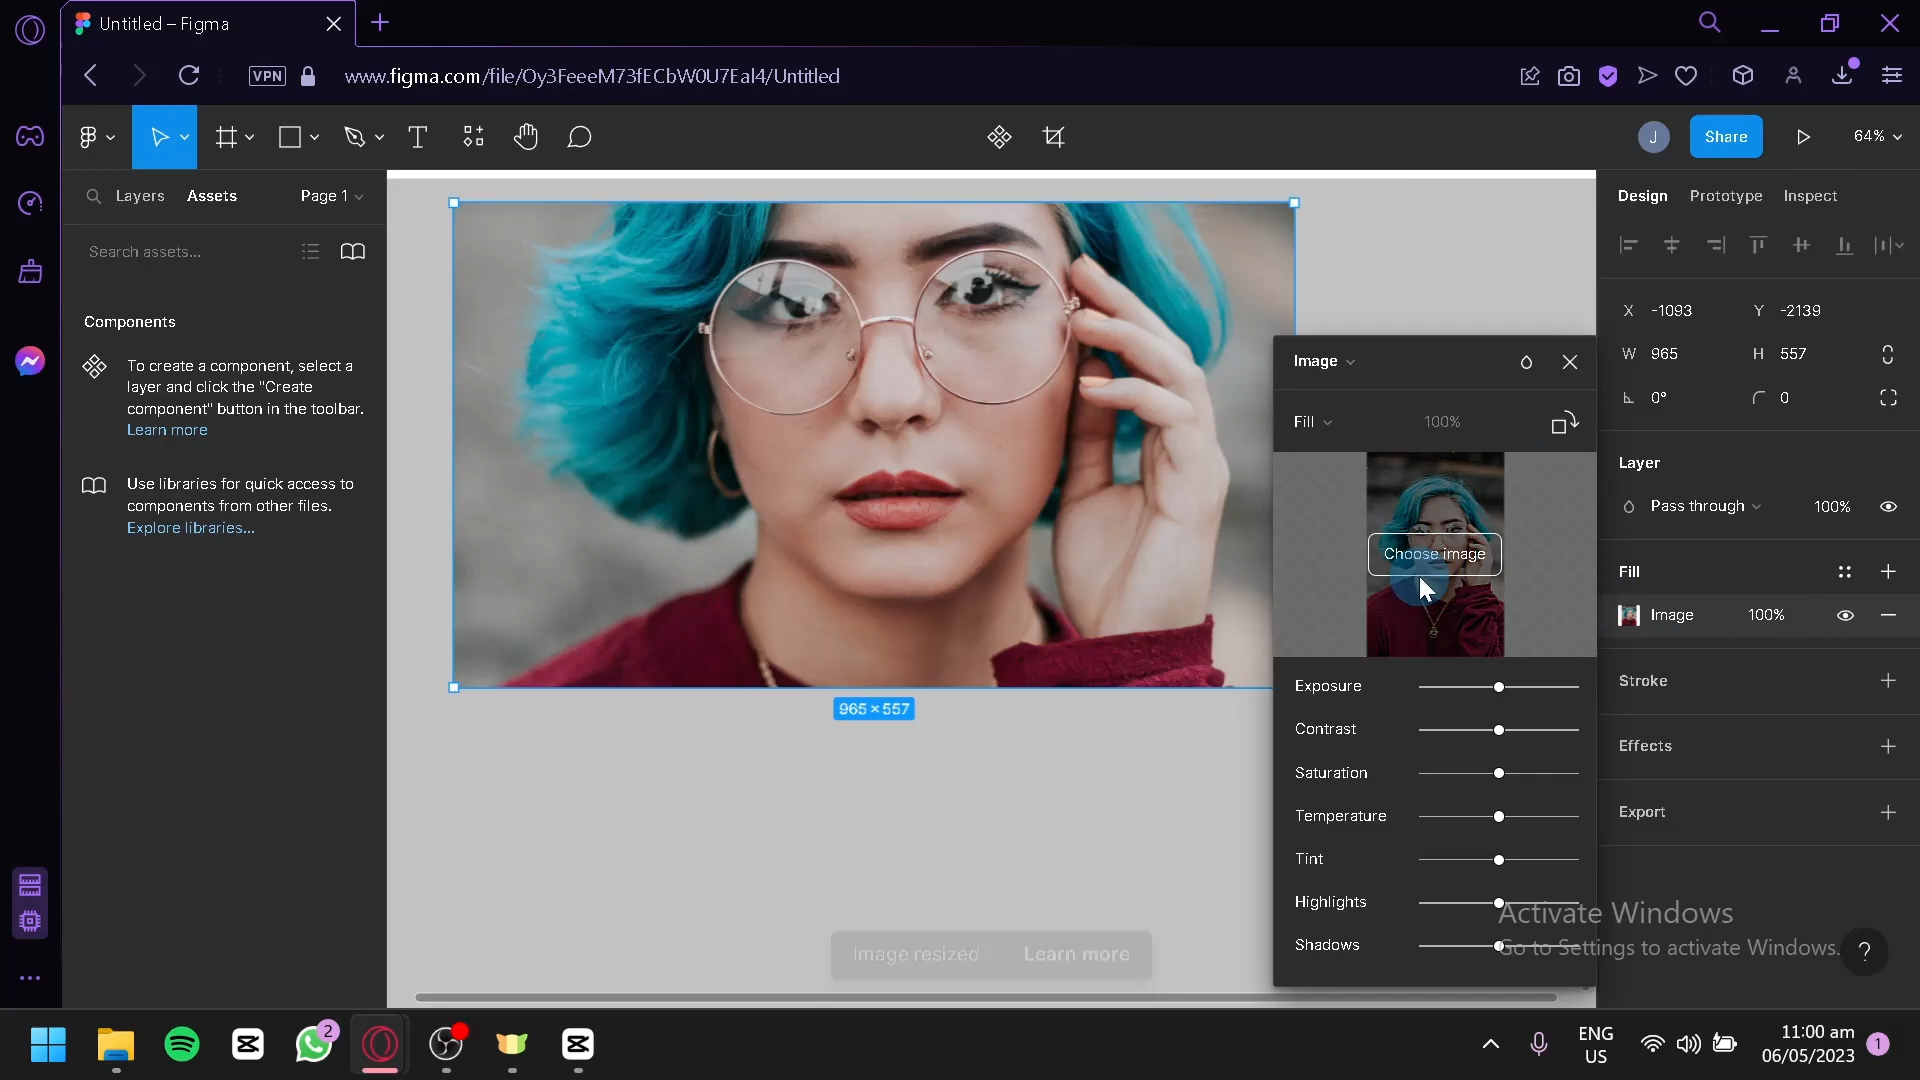 Untitled – Figma
VPN
www.figma.com/file/Oy3FeeeM73fECbW0U7Eal4/Untitled
J
Share
64%
Layers
Assets
Page 1
Search assets...
Components
To create a component, select a
layer and click the "Create
component" button in the toolbar.
Learn more
Use libraries for quick access to
components from other files.
Explore libraries...
965 × 557
Image resized
Learn more
Image
Fill
100%
Choose image
Exposure
Contrast
Saturation
Temperature
Tint
Highlights
Shadows
Design
Prototype
Inspect
X -1093
Y -2139
W 965
H 557
0°
0
Layer
Pass through
100%
Fill
Image
100%
Stroke
Effects
Export
Activate Windows
Go to Settings to activate Windows.
?
2
ENG
US
11:00 am
06/05/2023
1